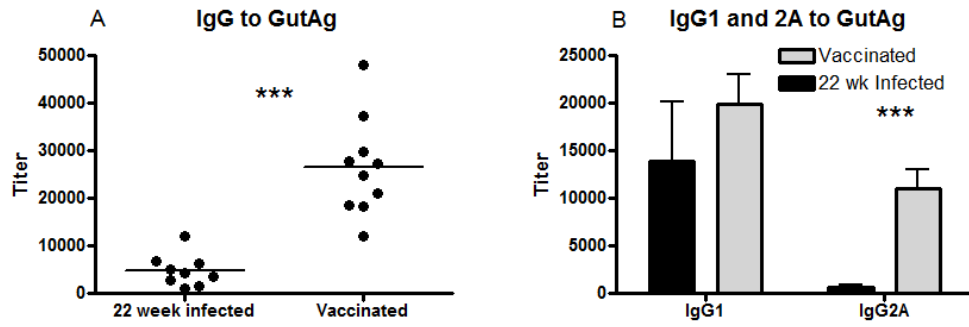 A
IgG to GutAg
50000
40000
30000
20000
10000
0
Titer
***
22 week infected
Vaccinated
B
IgG1 and 2A to GutAg
25000
20000
15000
10000
5000
0
Titer
Vaccinated
22 wk Infected
***
IgG1
IgG2A